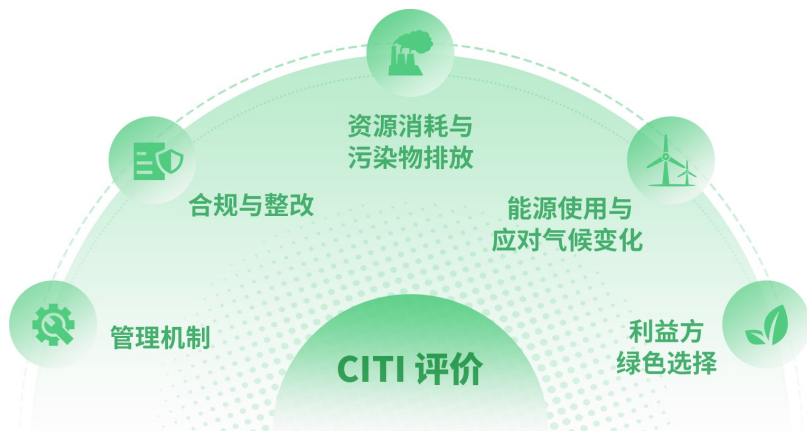 资源消耗与
污染物排放
合规与整改
能源使用与
应对气候变化
管理机制
利益方
绿色选择
CITI 评价